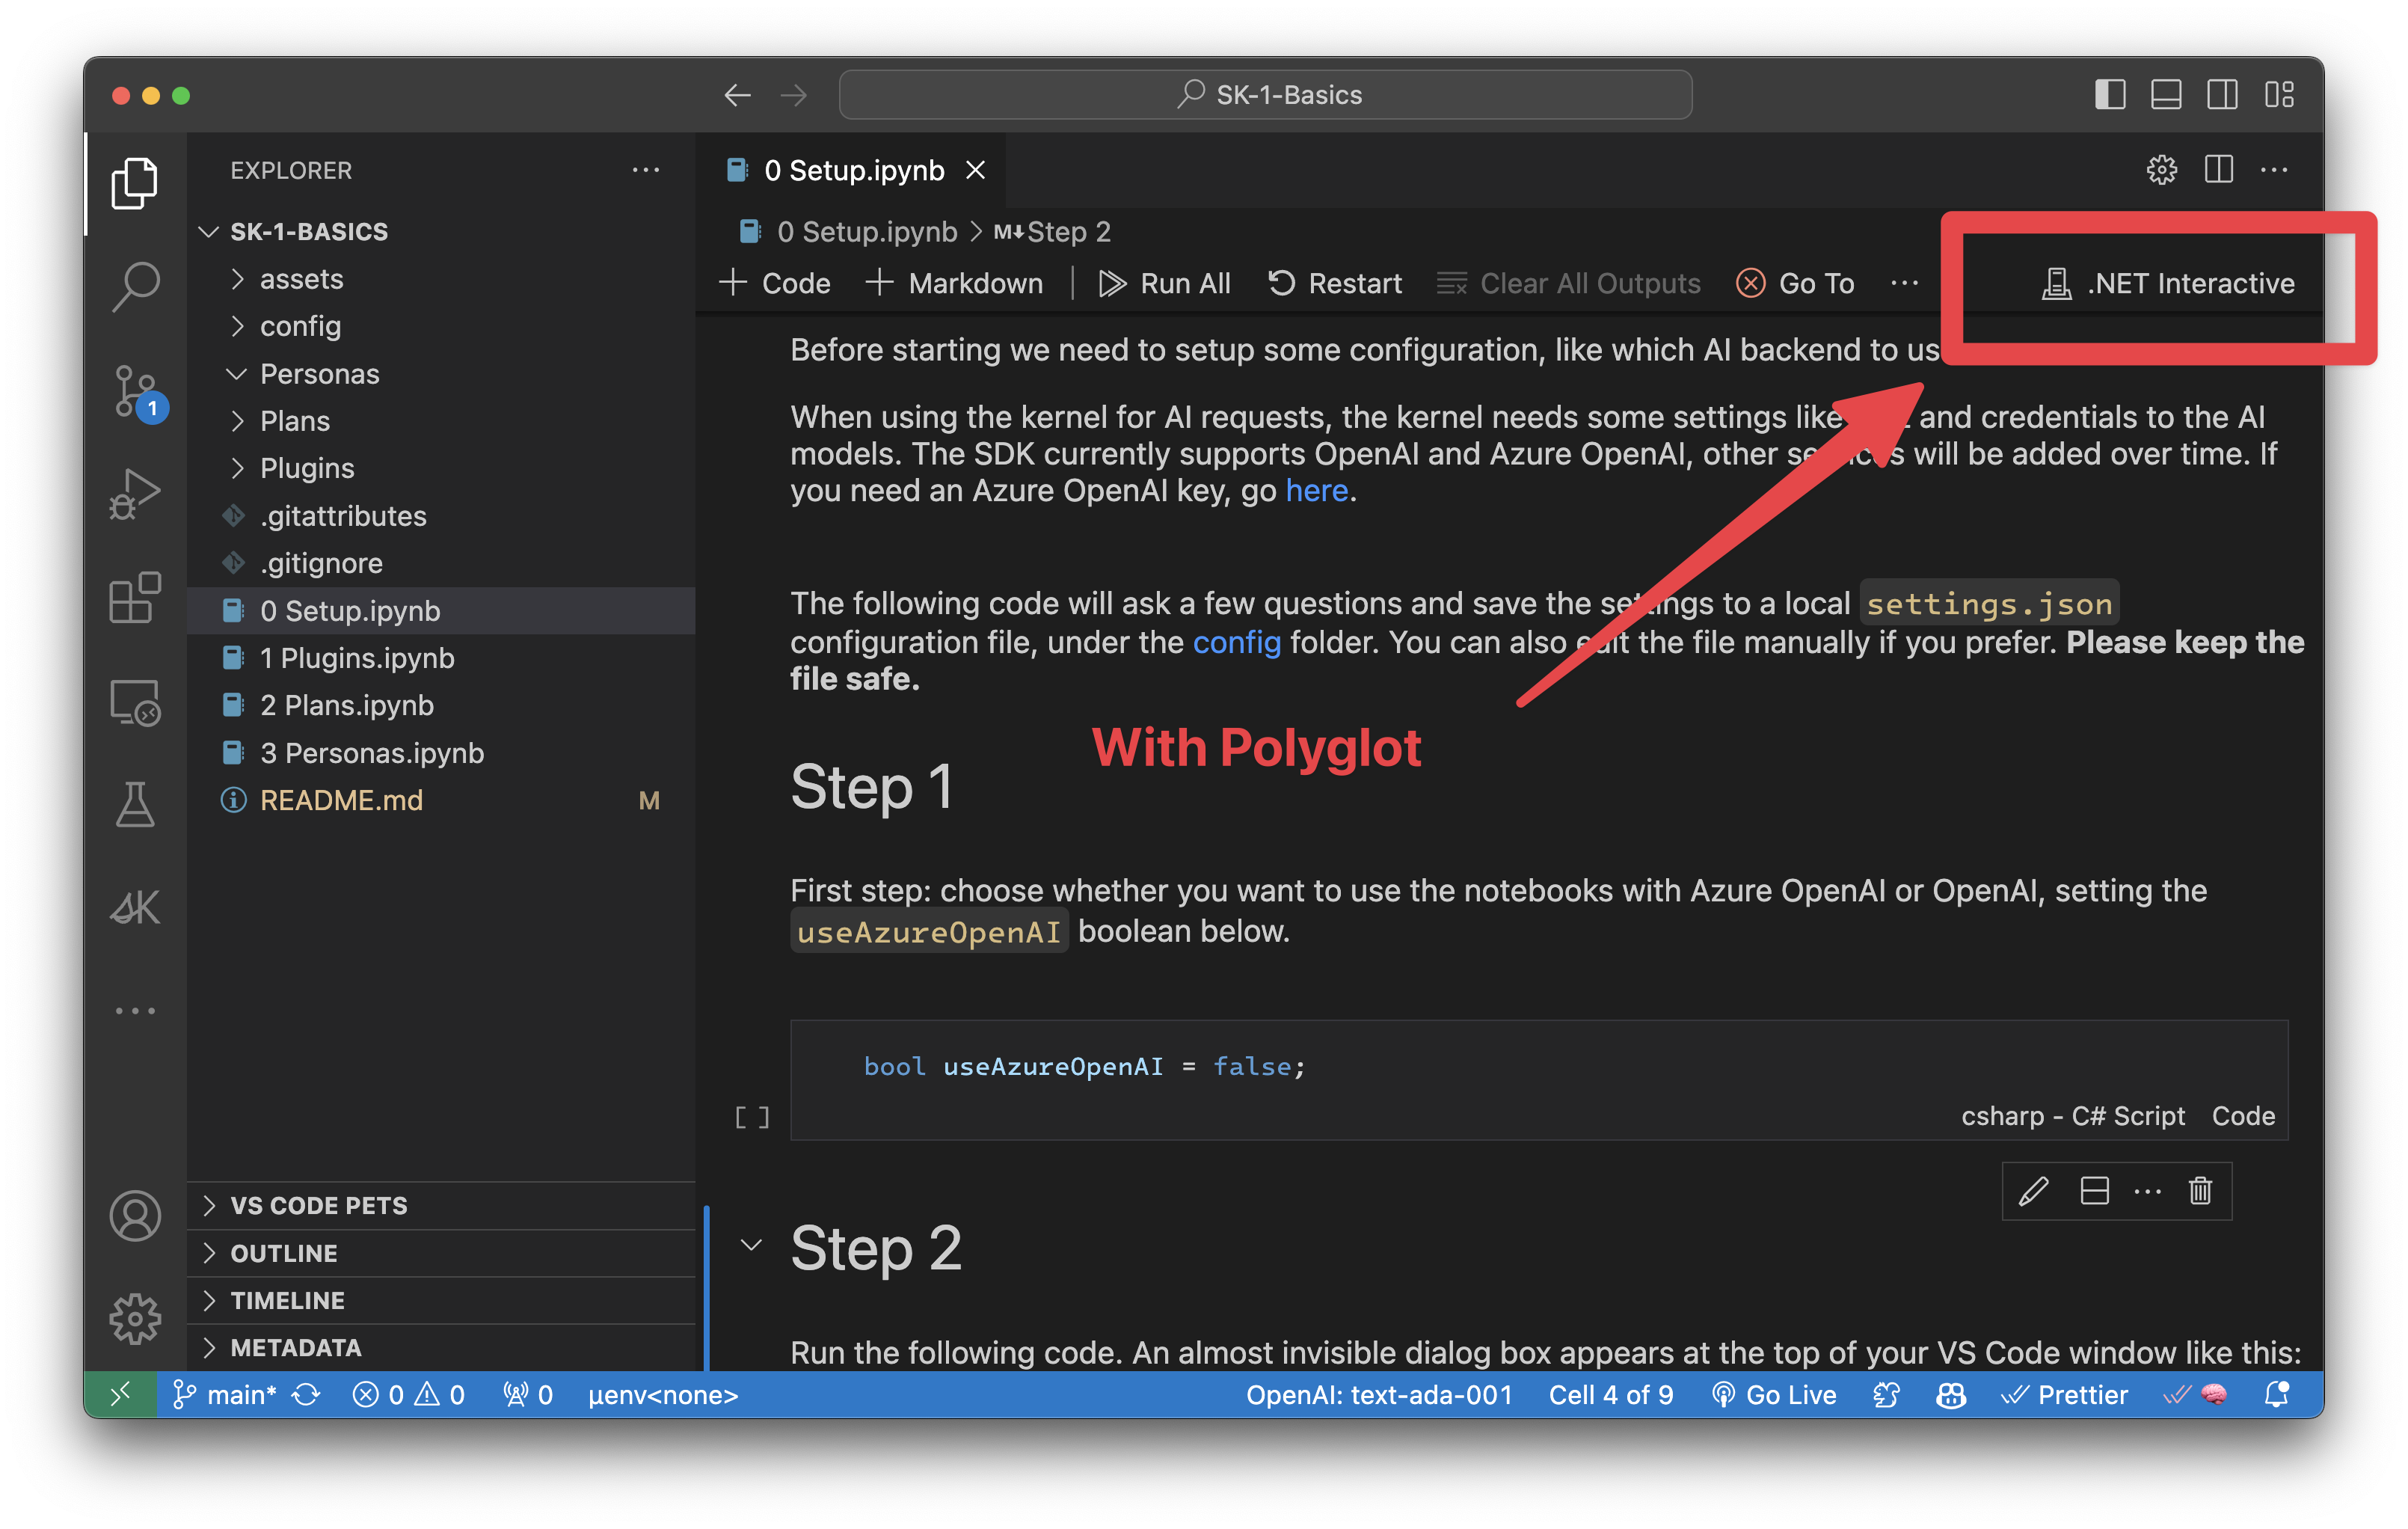 SK-1-Basics
EXPLORER
SK-1-BASICS
assets
config
Personas
Plans
Plugins
.gitattributes
.gitignore
0 Setup.ipynb
1 Plugins.ipynb
2 Plans.ipynb
3 Personas.ipynb
README.md M
VS CODE PETS
OUTLINE
TIMELINE
METADATA
0 Setup.ipynb
0 Setup.ipynb > M↓ Step 2
+ Code + Markdown | Run All Restart Clear All Outputs Go To ... .NET Interactive
Before starting we need to setup some configuration, like which AI backend to
When using the kernel for AI requests, the kernel needs some settings like and credentials to the AI
models. The SDK currently supports OpenAI and Azure OpenAI, other services will be added over time. If
you need an Azure OpenAI key, go here.
The following code will ask a few questions and save the settings to a local settings.json
configuration file, under the config folder. You can also edit the file manually if you prefer. Please keep the
file safe.
With Polyglot
Step 1
First step: choose whether you want to use the notebooks with Azure OpenAI or OpenAI, setting the
useAzureOpenAI boolean below.
bool useAzureOpenAI = false;
[ ]
csharp - C# Script Code
Step 2
Run the following code. An almost invisible dialog box appears at the top of your VS Code window like this:
1
K
main* 0 0 0 µenv<none> OpenAI: text-ada-001 Cell 4 of 9 Go Live Prettier